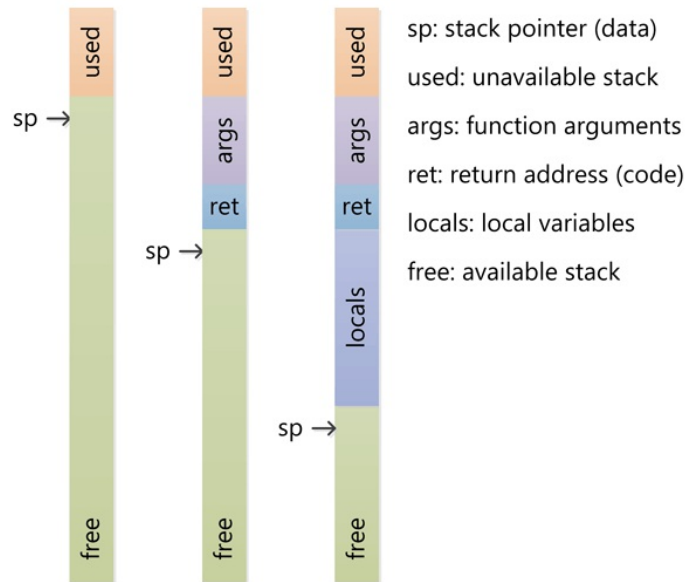 used
sp →
free
used
args
ret
sp →
free
used
args
ret
locals
sp →
free
sp: stack pointer (data)
used: unavailable stack
args: function arguments
ret: return address (code)
locals: local variables
free: available stack